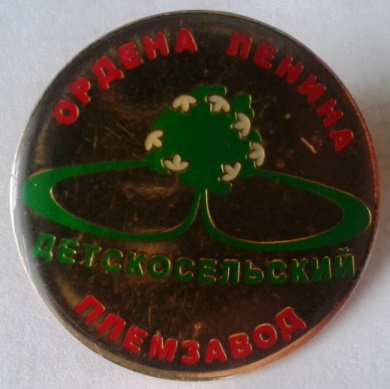 ОРДЕНА ЛЕНИНА
ДЕТСКОСЕЛЬСКИЙ
ПЛЕМЗАВОД